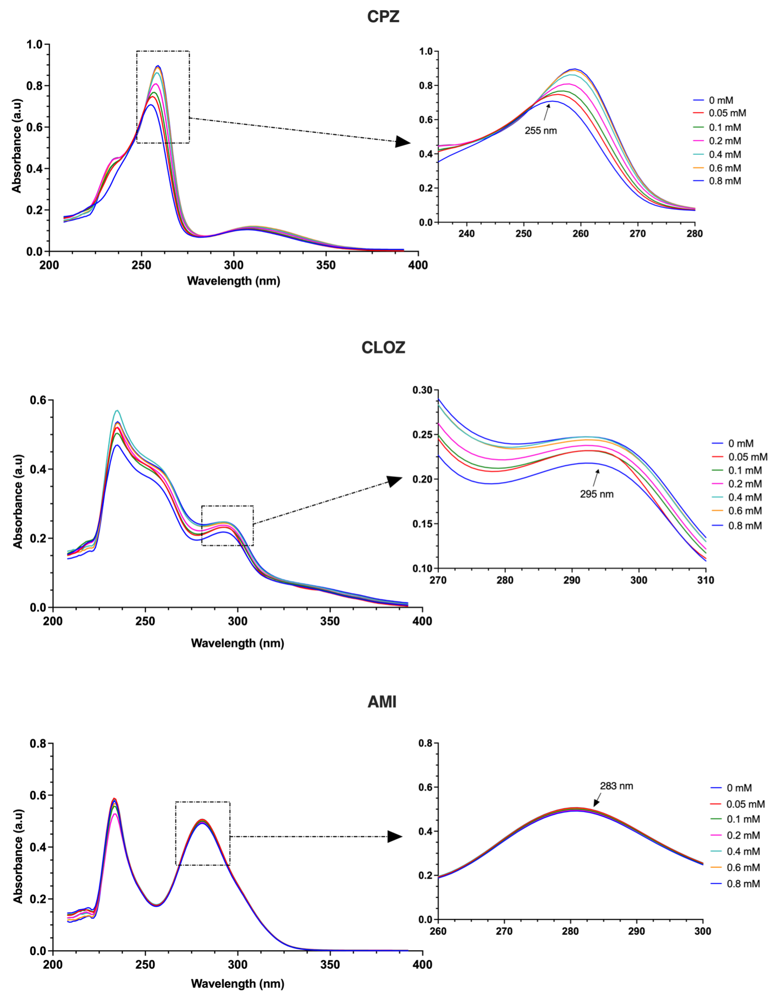 CPZ
1.0
0.8
0.6
0.4
0.2
0.0
200 250 300 350 400
Absorbance (a.u)
Wavelength (nm)
1.0
0.8
0.6
0.4
0.2
0.0
240 250 260 270 280
255 nm
0 mM
0.05 mM
0.1 mM
0.2 mM
0.4 mM
0.6 mM
0.8 mM
CLOZ
0.6
0.4
0.2
0.0
200 250 300 350 400
Absorbance (a.u)
Wavelength (nm)
0.30
0.25
0.20
0.15
0.10
270 280 290 300 310
295 nm
0 mM
0.05 mM
0.1 mM
0.2 mM
0.4 mM
0.6 mM
0.8 mM
AMI
0.8
0.6
0.4
0.2
0.0
200 250 300 350 400
Absorbance (a.u)
Wavelength (nm)
0.8
0.6
0.4
0.2
0.0
260 270 280 290 300
283 nm
0 mM
0.05 mM
0.1 mM
0.2 mM
0.4 mM
0.6 mM
0.8 mM